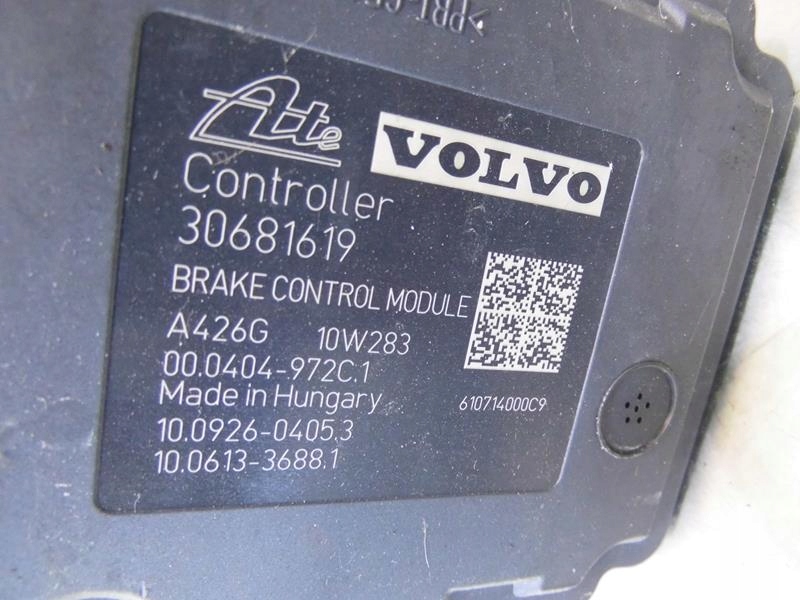 Ate VOLVO
Controller
30681619
BRAKE CONTROL MODULE
A426G 10W283
00.0404-972C.1
Made in Hungary
610714000C9
10.0926-0405.3
10.0613-3688.1